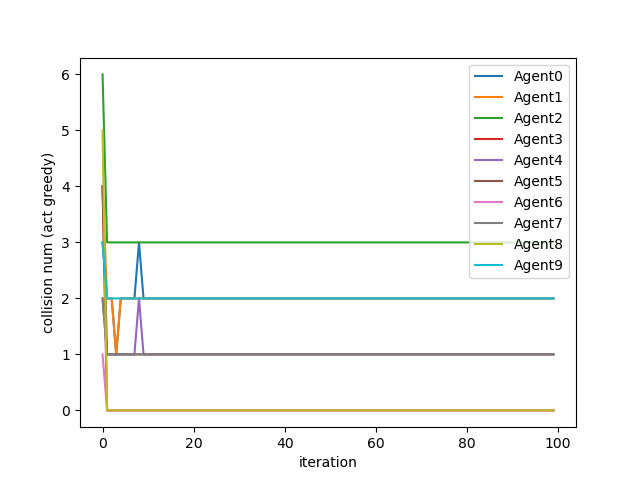 6
5
4
3
2
1
0
collision num (act greedy)
0
20
40
60
80
100
iteration
Agent0
Agent1
Agent2
Agent3
Agent4
Agent5
Agent6
Agent7
Agent8
Agent9